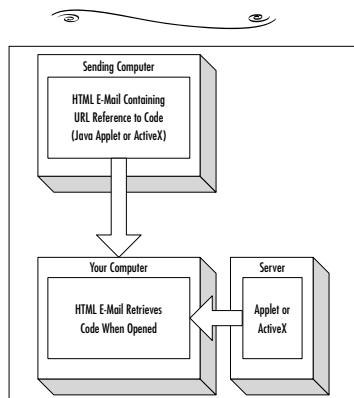 Sending Computer
HTML E-Mail Containing
URL Reference to Code
(Java Applet or ActiveX)
Your Computer
HTML E-Mail Retrieves
Code When Opened
Server
Applet or
ActiveX